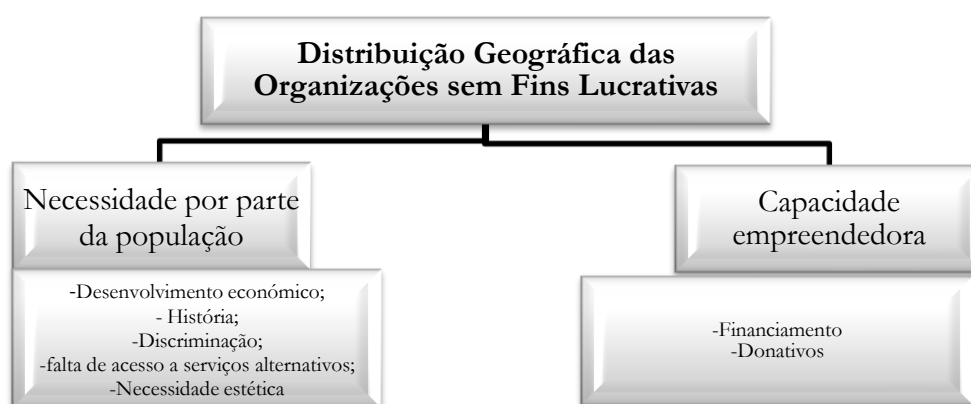 Distribuição Geográfica das
Organizações sem Fins Lucrativas
Necessidade por parte
da população
-Desenvolvimento económico;
- História;
-Discriminação;
-falta de acesso a serviços alternativos;
-Necessidade estética
Capacidade
empreendedora
-Financiamento
-Donativos